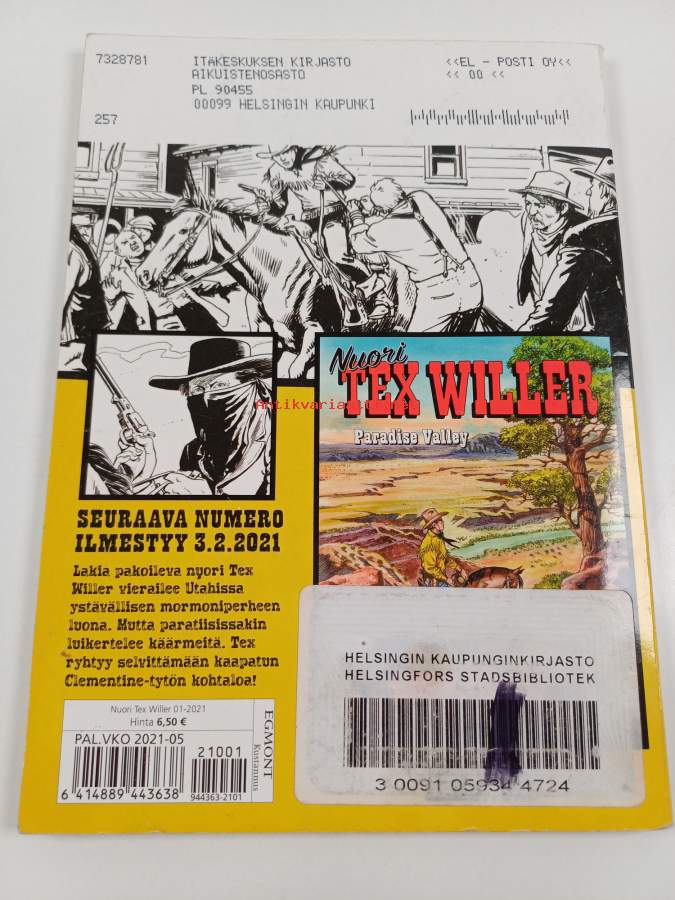 7328781
ITÄKESKUKSEN KIRJASTO
AIKUISTENOSASTO
PL 90455
00099 HELSINGIN KAUPUNKI
<<EL - POSTI OY<<
<< 00 <<
257
Nuori
TEX WILLER
Paradise Valley
SEURAAVA NUMERO
ILMESTYY 3.2.2021
Lakia pakoileva nuori Tex
Willer vierailee Utahissa
ystävällisen mormoniperheen
luona. Mutta paratiisissakin
luikertelee käärmeitä. Tex
ryhtyy selvittämään kaapatun
Clementine-tytön kohtaloa!
Nuori Tex Willer 01-2021
Hinta 6,50 €
PAL.VKO 2021-05
21001
6 414889 443638
944363-2101
EGMONT
Kustannus
HELSINGIN KAUPUNGINKIRJASTO
HELSINGFORS STADSBIBLIOTEK
3 0091 05934 4724